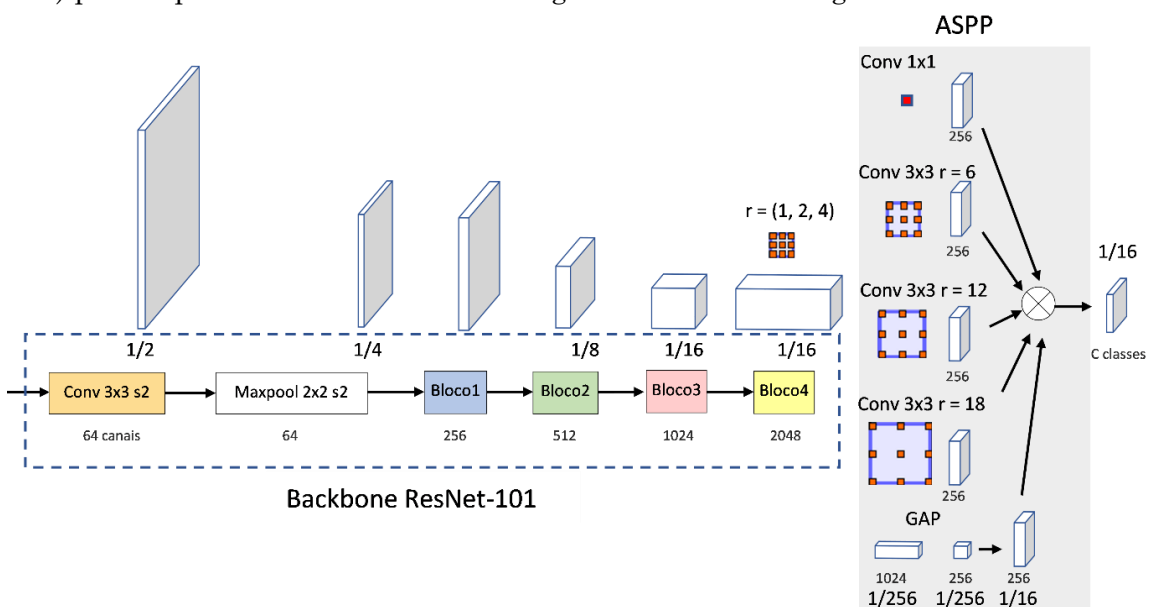 ASPP
Conv 1x1
256
Conv 3x3 r = 6
256
r = (1, 2, 4)
Conv 3x3 r = 12
256
1/16
C classes
1/2
1/4
1/8
1/16
1/16
Conv 3x3 s2
Maxpool 2x2 s2
Bloco1
Bloco2
Bloco3
Bloco4
64 canais
64
256
512
1024
2048
Backbone ResNet-101
Conv 3x3 r = 18
256
GAP
1024
256
256
1/256
1/256
1/16